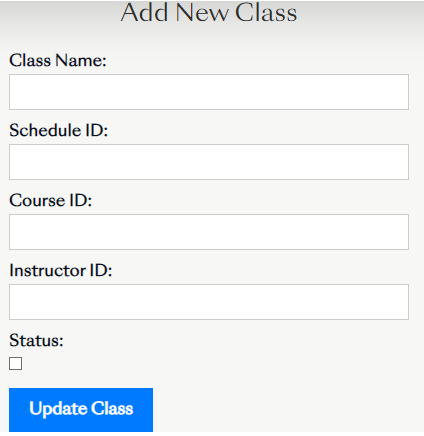 Add New Class
Class Name:
Schedule ID:
Course ID:
Instructor ID:
Status:
Update Class